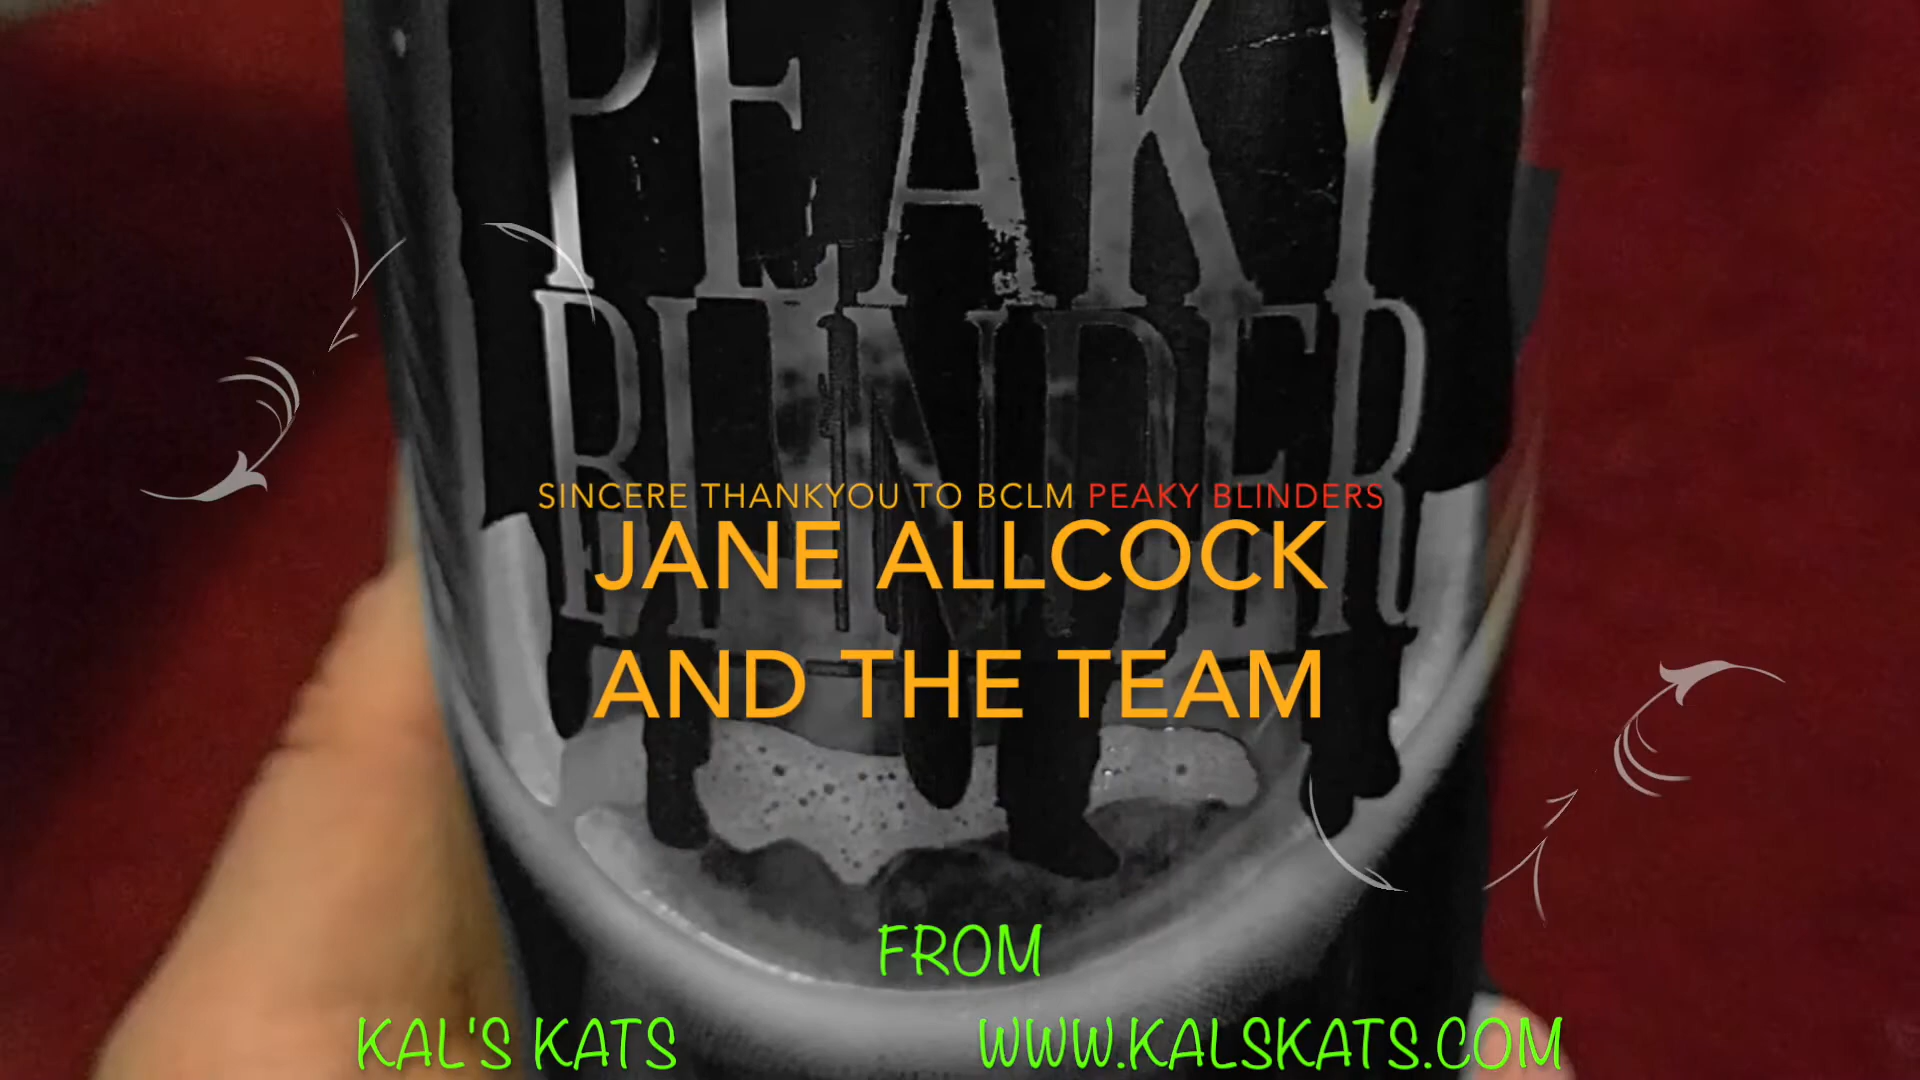 PEAKY
BLINDER
SINCERE THANKYOU TO BCLM PEAKY BLINDERS
JANE ALLCOCK
AND THE TEAM
FROM
KAL'S KATS WWW.KALSKATS.COM